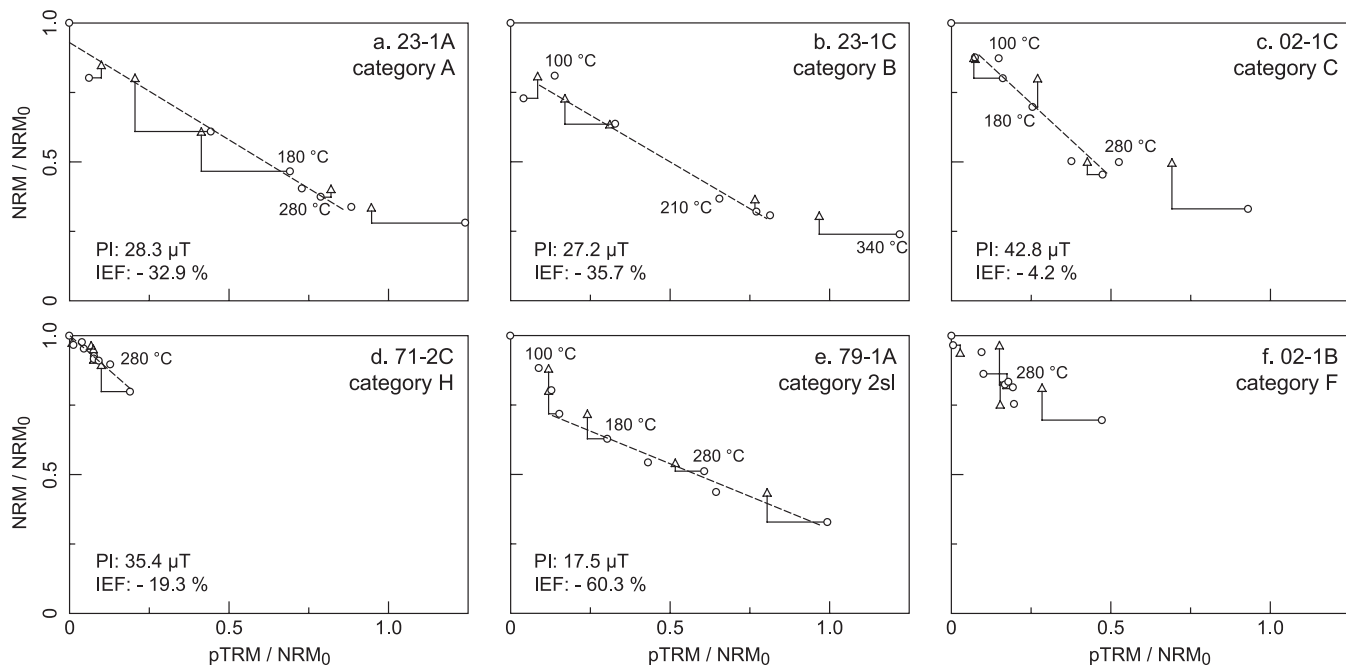 1.0
0.5
0
NRM / NRM₀
a. 23-1A
category A
180 °C
280 °C
PI: 28.3 µT
IEF: - 32.9 %
b. 23-1C
category B
100 °C
210 °C
340 °C
PI: 27.2 µT
IEF: - 35.7 %
c. 02-1C
category C
100 °C
180 °C
280 °C
PI: 42.8 µT
IEF: - 4.2 %
1.0
0.5
0
NRM / NRM₀
d. 71-2C
category H
280 °C
PI: 35.4 µT
IEF: - 19.3 %
0 0.5 1.0
pTRM / NRM₀
e. 79-1A
category 2sl
100 °C
180 °C
280 °C
PI: 17.5 µT
IEF: - 60.3 %
0 0.5 1.0
pTRM / NRM₀
f. 02-1B
category F
280 °C
0 0.5 1.0
pTRM / NRM₀